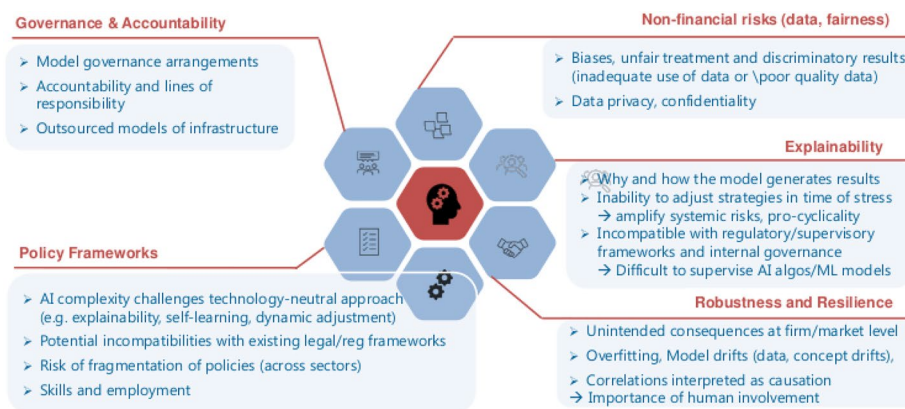 Governance & Accountability
Model governance arrangements
Accountability and lines of
responsibility
Outsourced models of infrastructure
Non-financial risks (data, fairness)
Biases, unfair treatment and discriminatory results
(inadequate use of data or \poor quality data)
Data privacy, confidentiality
Explainability
Why and how the model generates results
Inability to adjust strategies in time of stress
→ amplify systemic risks, pro-cyclicality
Incompatible with regulatory/supervisory
frameworks and internal governance
→ Difficult to supervise AI algos/ML models
Policy Frameworks
AI complexity challenges technology-neutral approach
(e.g. explainability, self-learning, dynamic adjustment)
Potential incompatibilities with existing legal/reg frameworks
Risk of fragmentation of policies (across sectors)
Skills and employment
Robustness and Resilience
Unintended consequences at firm/market level
Overfitting, Model drifts (data, concept drifts),
Correlations interpreted as causation
→ Importance of human involvement